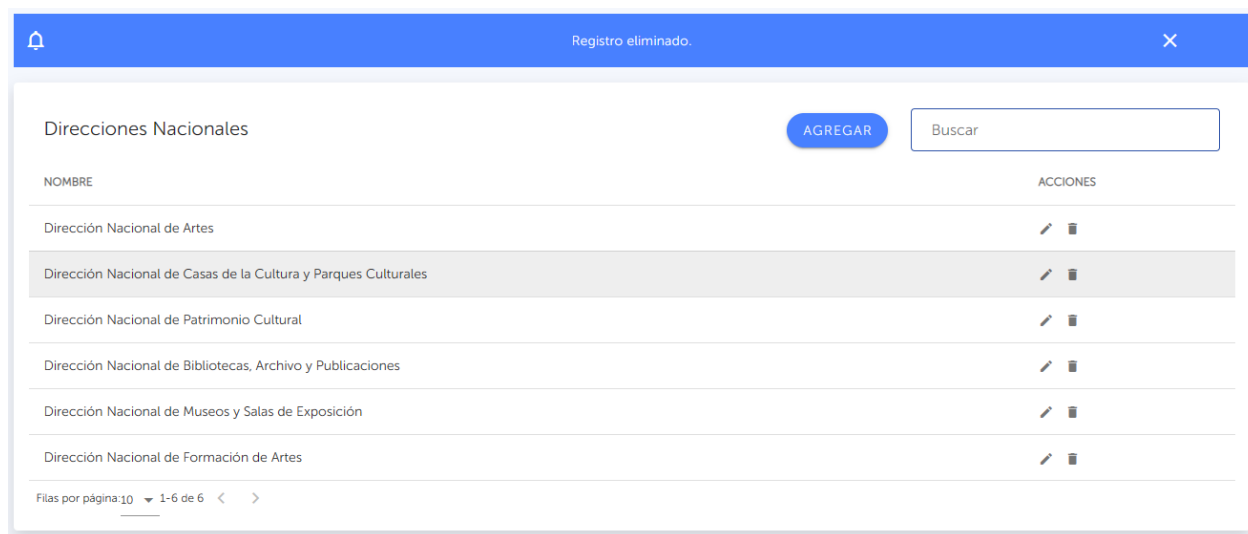 Registro eliminado.
Direcciones Nacionales
AGREGAR
Buscar
NOMBRE ACCIONES
Dirección Nacional de Artes
Dirección Nacional de Casas de la Cultura y Parques Culturales
Dirección Nacional de Patrimonio Cultural
Dirección Nacional de Bibliotecas, Archivo y Publicaciones
Dirección Nacional de Museos y Salas de Exposición
Dirección Nacional de Formación de Artes
Filas por página: 10 1-6 de 6